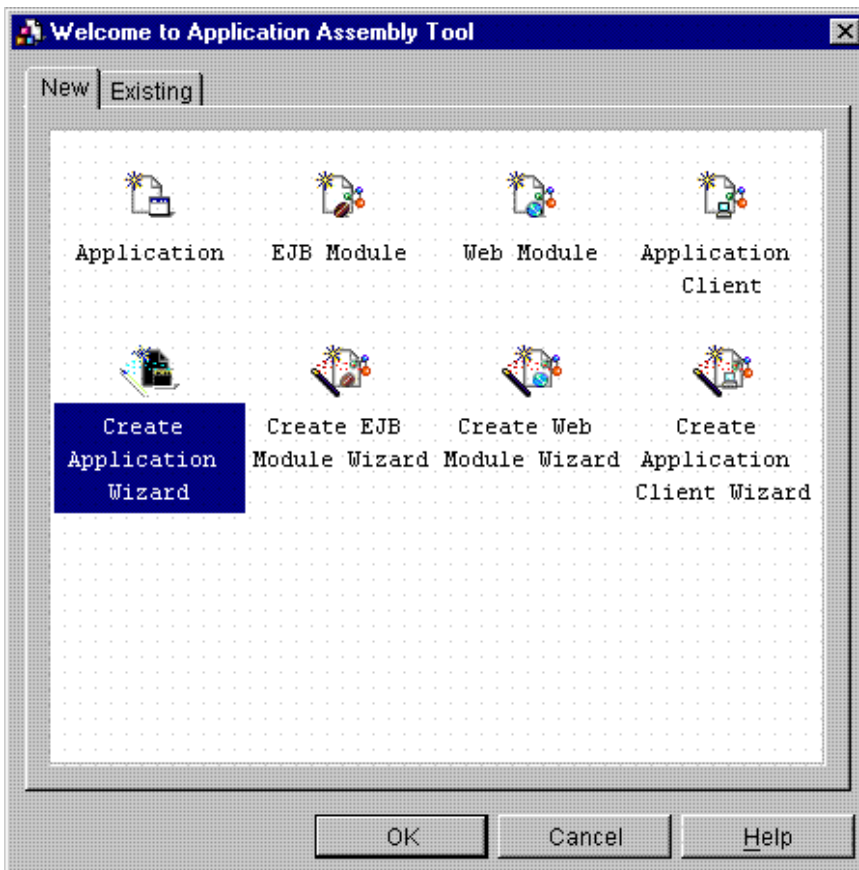 Welcome to Application Assembly Tool
New Existing
Application EJB Module Web Module Application
Client
Create Create EJB Create Web Create
Application Module Wizard Module Wizard Application
Wizard Client Wizard
OK Cancel Help